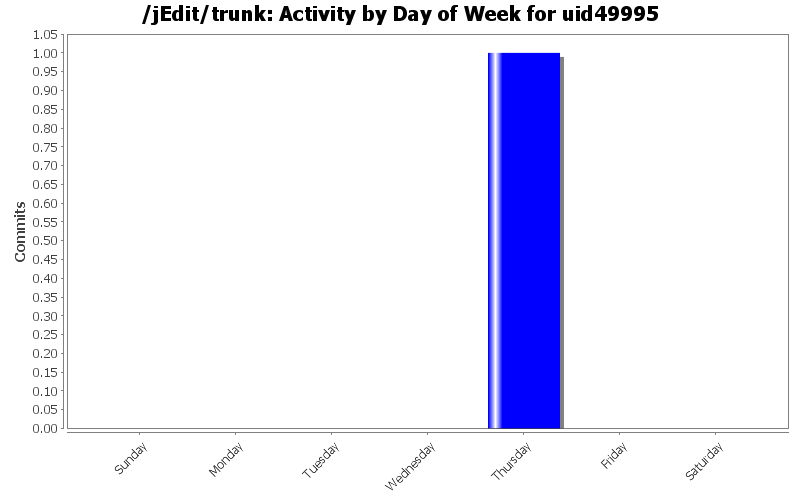 /jEdit/trunk: Activity by Day of Week for uid49995
1.05
1.00
0.95
0.90
0.85
0.80
0.75
0.70
0.65
0.60
0.55
0.50
0.45
0.40
0.35
0.30
0.25
0.20
0.15
0.10
0.05
0.00
Commits
Sunday
Monday
Tuesday
Wednesday
Thursday
Friday
Saturday